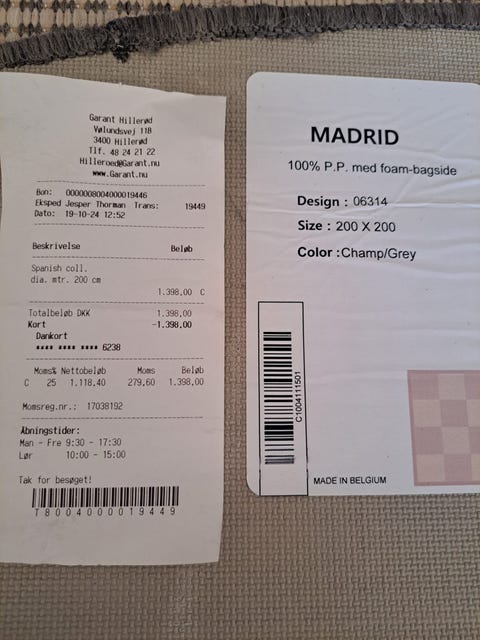 Garant Hillerød
Vølundsvej 11B
3400 Hillerød
Tlf. 48 24 21 22
Hilleroed@Garant.nu
www.Garant.nu
Bon: 0000008004000019446
Eksped Jesper Thorman Trans: 19449
Dato: 19-10-24 12:52
Beskrivelse Beløb
Spanish coll.
dia. mtr. 200 cm
1.398,00 C
Totalbeløb DKK 1.398,00
Kort -1.398,00
Dankort
**** **** **** 6238
Moms% Nettobeløb Moms Beløb
C 25 1.118,40 279,60 1.398,00
Momsreg.nr.: 17038192
Åbningstider:
Man - Fre 9:30 - 17:30
Lør 10:00 - 15:00
Tak for besøget!
T8004000019449
MADRID
100% P.P. med foam-bagside
Design : 06314
Size : 200 X 200
Color :Champ/Grey
C1004111501
MADE IN BELGIUM